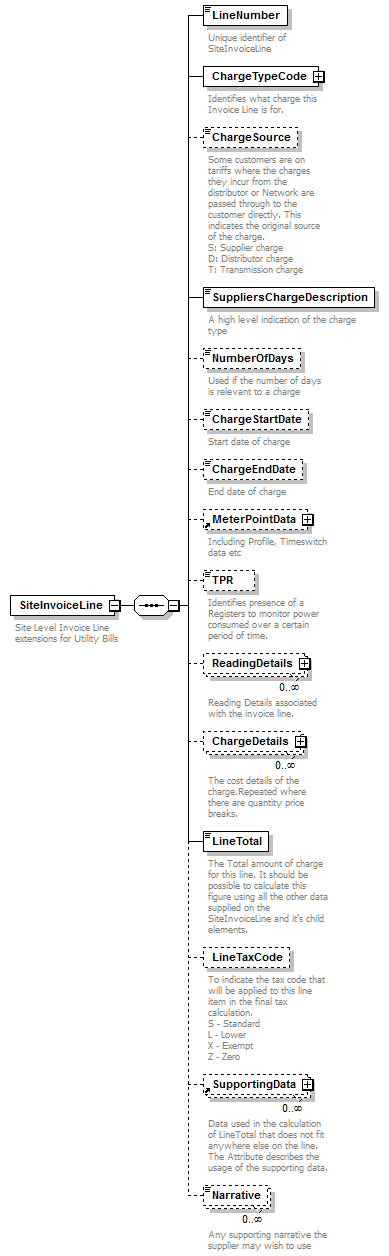 LineNumber
Unique identifier of
SiteInvoiceLine
ChargeTypeCode
Identifies what charge this
Invoice Line is for.
ChargeSource
Some customers are on
tariffs where the charges
they incur from the
distributor or Network are
passed through to the
customer directly. This
indicates the original source
of the charge.
S: Supplier charge
D: Distributor charge
T: Transmission charge
SuppliersChargeDescription
A high level indication of the charge
type
NumberOfDays
Used if the number of days
is relevant to a charge
ChargeStartDate
Start date of charge
ChargeEndDate
End date of charge
MeterPointData
Including Profile, Timeswitch
data etc
TPR
Identifies presence of a
Registers to monitor power
consumed over a certain
period of time.
SiteInvoiceLine
Site Level Invoice Line
extensions for Utility Bills
ReadingDetails
0..∞
Reading Details associated
with the invoice line.
ChargeDetails
0..∞
The cost details of the
charge.Repeated where
there are quantity price
breaks.
LineTotal
The Total amount of charge
for this line. It should be
possible to calculate this
figure using all the other data
supplied on the
SiteInvoiceLine and it's child
elements.
LineTaxCode
To indicate the tax code that
will be applied to this line
item in the final tax
calculation.
S - Standard
L - Lower
X - Exempt
Z - Zero
SupportingData
0..∞
Data used in the calculation
of LineTotal that does not fit
anywhere else on the line.
The Attribute describes the
usage of the supporting data.
Narrative
0..∞
Any supporting narrative the
supplier may wish to use